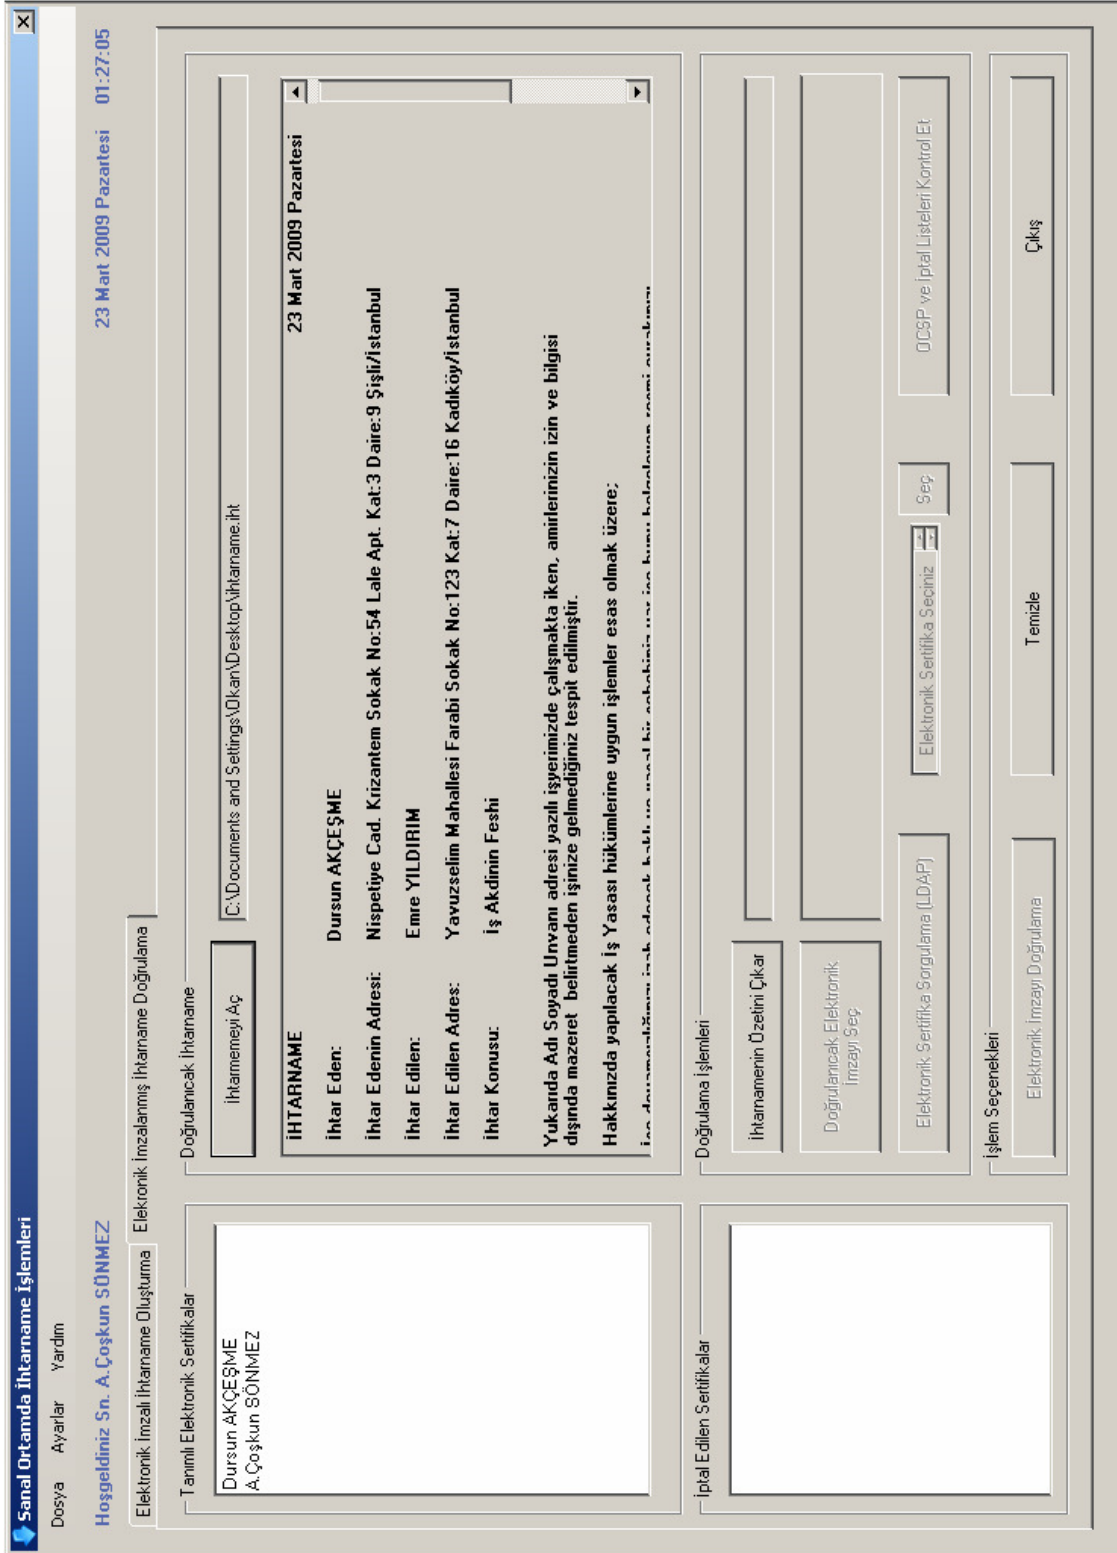 Sanal Ortamda İhtarname İşlemleri
Dosya Ayarlar Yardım
Hoşgeldiniz Sn. A.Çoşkun SÜNMEZ 23 Mart 2009 Pazartesi 01:27:05
Elektronik İmzalı İhtarname Oluşturma Elekronik İmzalanmış İhtarname Doğrulama
Tanımlı Elektronik Sertifikalar
Dursun AKÇEŞME
A.Çoşkun SÖNMEZ
İptal Edilen Sertifikalar
Doğrulanıcak İhtarname
İhtarnemeyi Aç C:\Documents and Settings\Okan\Desktop\ihtarname.iht
İHTARNAME 23 Mart 2009 Pazartesi
İhtar Eden: Dursun AKÇEŞME
İhtar Edenin Adresi: Nispetiye Cad. Krizantem Sokak No:54 Lale Apt. Kat:3 Daire:9 Şişli/İstanbul
İhtar Edilen: Emre YILDIRIM
İhtar Edilen Adres: Yavuzselim Mahallesi Farabi Sokak No:123 Kat:7 Daire:16 Kadıköy/İstanbul
İhtar Konusu: İş Akdinin Feshi
Yukarıda Adı Soyadı Unvanı adresi yazılı işyerimizde çalışmakta iken, amirlerinizin izin ve bilgisi
dışında mazeret belirtmeden işinize gelmediğiniz tespit edilmiştir.
Hakkınızda yapılacak İş Yasası hükümlerine uygun işlemler esas olmak üzere;
Doğrulama İşlemleri
İhtarnamenin Özetini Çıkar
Doğrulanıcak Elektronik
İmzayı Seç
Elektronik Sertifika Sorgulama (LDAP) Elektronik Sertifika Seçiniz Seç OCSP ve İptal Listeleri Kontrol Et
İşlem Seçenekleri
Elektronik İmzayı Doğrulama Temizle Çıkış